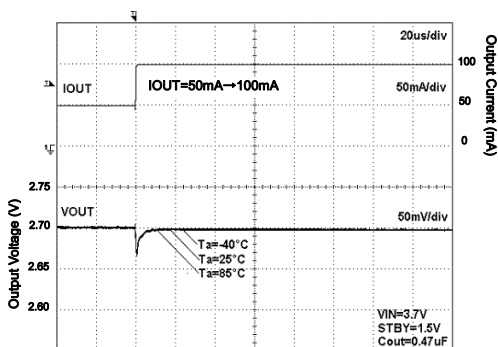 20us/div
100
IOUT
IOUT=50mA→100mA
50mA/div
50
0
Output Current (mA)
2.75
VOUT
50mV/div
2.70
Ta=-40°C
Ta=25°C
Ta=85°C
2.65
2.60
Output Voltage (V)
VIN=3.7V
STBY=1.5V
Cout=0.47uF